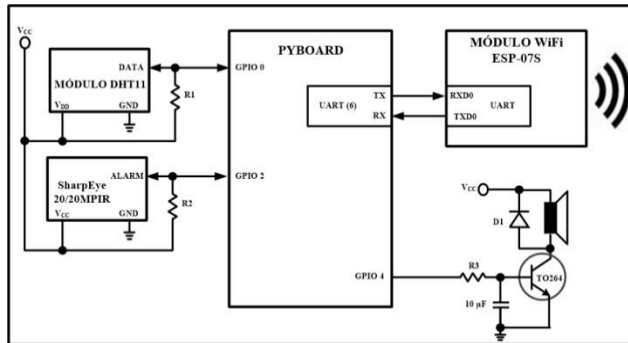 Vcc
DATA
MÓDULO DHT11
VDD
GND
R1
ALARM
SharpEye
20/20MPIR
Vcc
GND
R2
PYBOARD
GPIO 0
GPIO 2
GPIO 4
UART (6)
TX
RX
MÓDULO WiFi
ESP-07S
RXD0
UART
TXD0
Vcc
D1
R3
TO264
10 µF